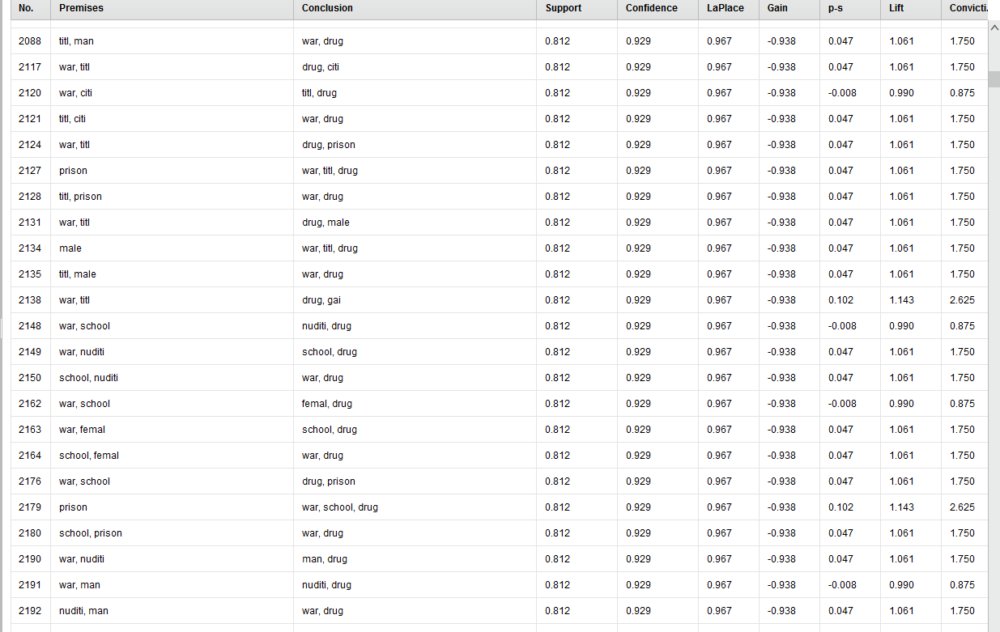 No. Premises Conclusion Support Confidence LaPlace Gain p-s Lift Convicti.
2088 titl, man war, drug 0.812 0.929 0.967 -0.938 0.047 1.061 1.750
2117 war, titl drug, citi 0.812 0.929 0.967 -0.938 0.047 1.061 1.750
2120 war, citi titl, drug 0.812 0.929 0.967 -0.938 -0.008 0.990 0.875
2121 titl, citi war, drug 0.812 0.929 0.967 -0.938 0.047 1.061 1.750
2124 war, titl drug, prison 0.812 0.929 0.967 -0.938 0.047 1.061 1.750
2127 prison war, titl, drug 0.812 0.929 0.967 -0.938 0.047 1.061 1.750
2128 titl, prison war, drug 0.812 0.929 0.967 -0.938 0.047 1.061 1.750
2131 war, titl drug, male 0.812 0.929 0.967 -0.938 0.047 1.061 1.750
2134 male war, titl, drug 0.812 0.929 0.967 -0.938 0.047 1.061 1.750
2135 titl, male war, drug 0.812 0.929 0.967 -0.938 0.047 1.061 1.750
2138 war, titl drug, gai 0.812 0.929 0.967 -0.938 0.102 1.143 2.625
2148 war, school nuditi, drug 0.812 0.929 0.967 -0.938 -0.008 0.990 0.875
2149 war, nuditi school, drug 0.812 0.929 0.967 -0.938 0.047 1.061 1.750
2150 school, nuditi war, drug 0.812 0.929 0.967 -0.938 0.047 1.061 1.750
2162 war, school femal, drug 0.812 0.929 0.967 -0.938 -0.008 0.990 0.875
2163 war, femal school, drug 0.812 0.929 0.967 -0.938 0.047 1.061 1.750
2164 school, femal war, drug 0.812 0.929 0.967 -0.938 0.047 1.061 1.750
2176 war, school drug, prison 0.812 0.929 0.967 -0.938 0.047 1.061 1.750
2179 prison war, school, drug 0.812 0.929 0.967 -0.938 0.102 1.143 2.625
2180 school, prison war, drug 0.812 0.929 0.967 -0.938 0.047 1.061 1.750
2190 war, nuditi man, drug 0.812 0.929 0.967 -0.938 0.047 1.061 1.750
2191 war, man nuditi, drug 0.812 0.929 0.967 -0.938 -0.008 0.990 0.875
2192 nuditi, man war, drug 0.812 0.929 0.967 -0.938 0.047 1.061 1.750